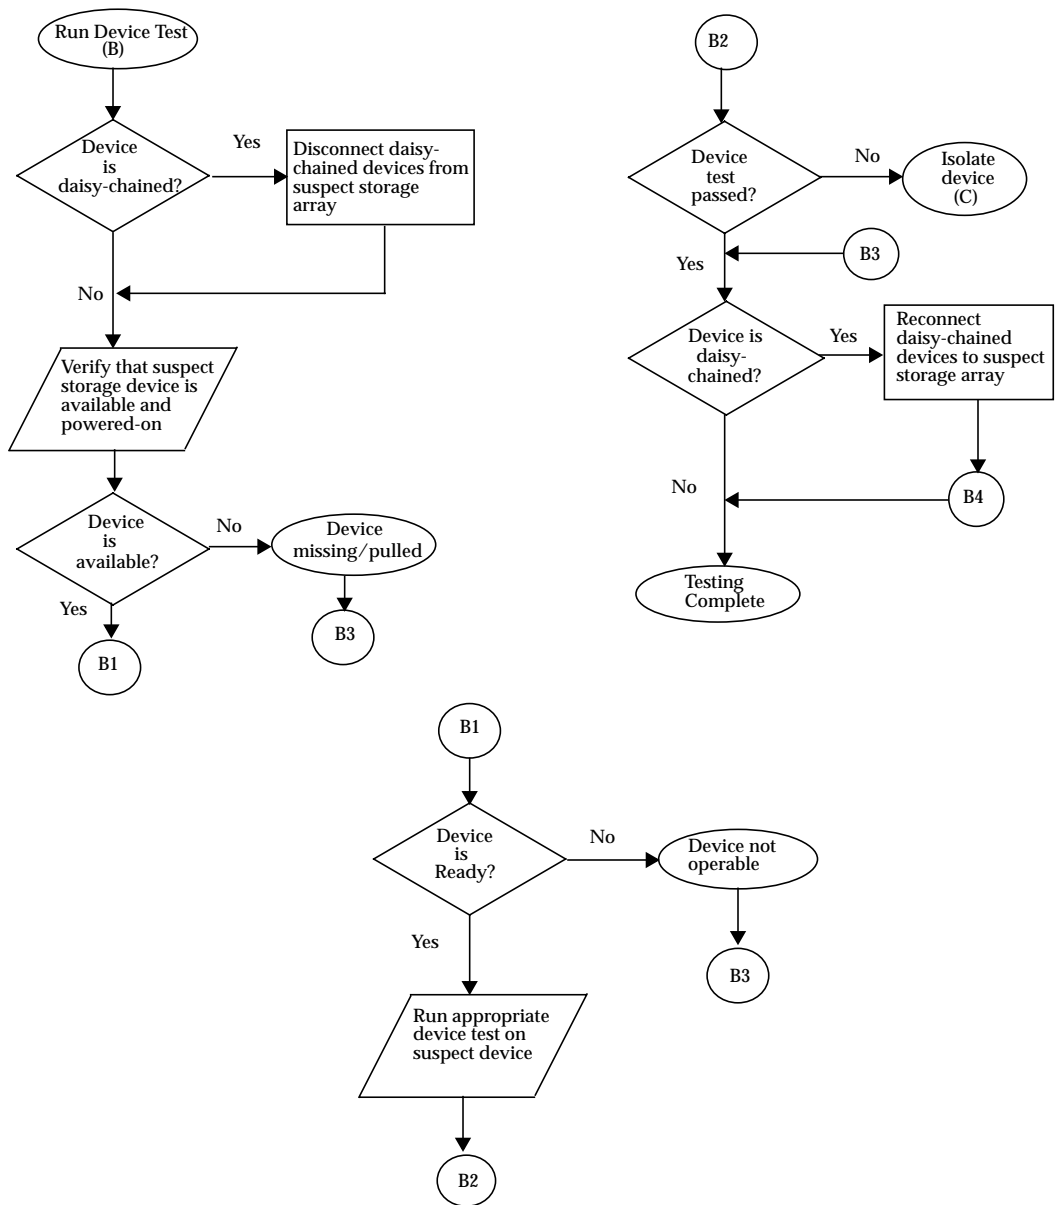 Run Device Test
(B)
Device
is
daisy-chained?
Yes
Disconnect daisy-
chained devices from
suspect storage
array
No
Verify that suspect
storage device is
available and
powered-on
Device
is
available?
No
Device
missing/pulled
Yes
B1
B3
B2
Device
test
passed?
No
Isolate
device
(C)
Yes
B3
Device is
daisy-
chained?
Yes
Reconnect
daisy-chained
devices to suspect
storage array
No
B4
Testing
Complete
B1
Device
is
Ready?
No
Device not
operable
Yes
B3
Run appropriate
device test on
suspect device
B2